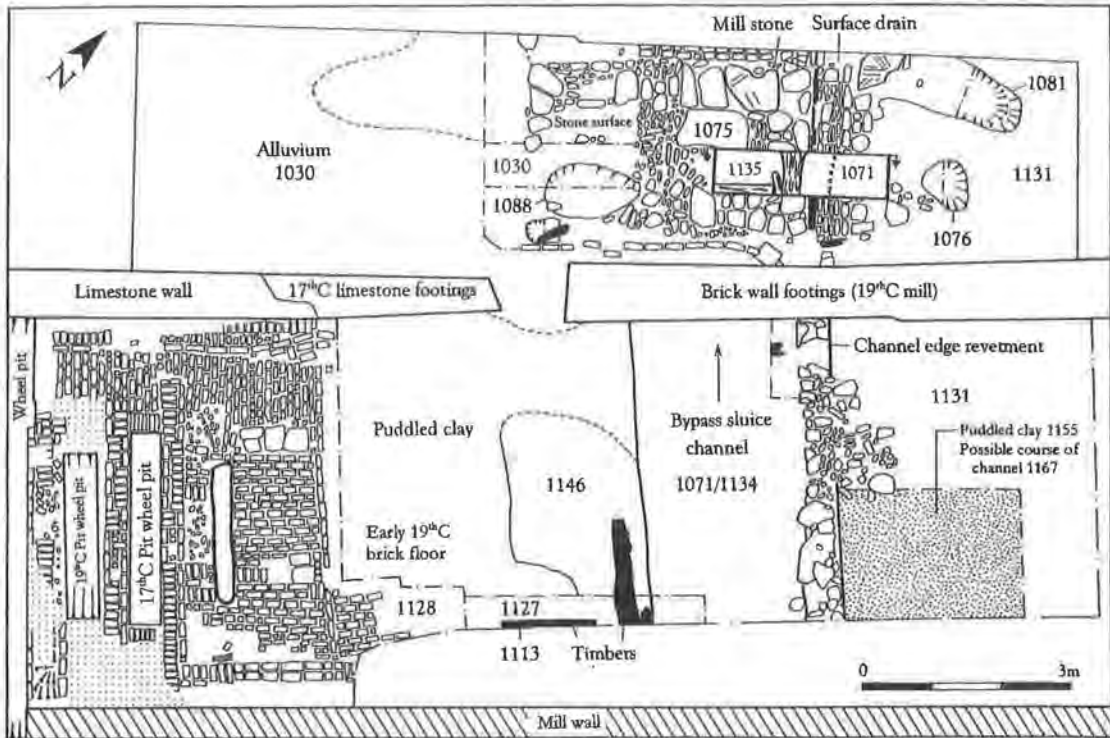 N
Mill stone
Surface drain
1081
Stone surface
1075
Alluvium
1030
1030
1135
1071
1131
1088
1076
Limestone wall
17thC limestone footings
Brick wall footings (19thC mill)
Wheel pit
Channel edge revetment
1131
Puddled clay
Bypass sluice
channel
1071/1134
Puddled clay 1155
Possible course of
channel 1167
1146
19thC Pit wheel pit
17thC Pit wheel pit
Early 19thC
brick floor
1128
1127
1113
Timbers
0
3m
Mill wall